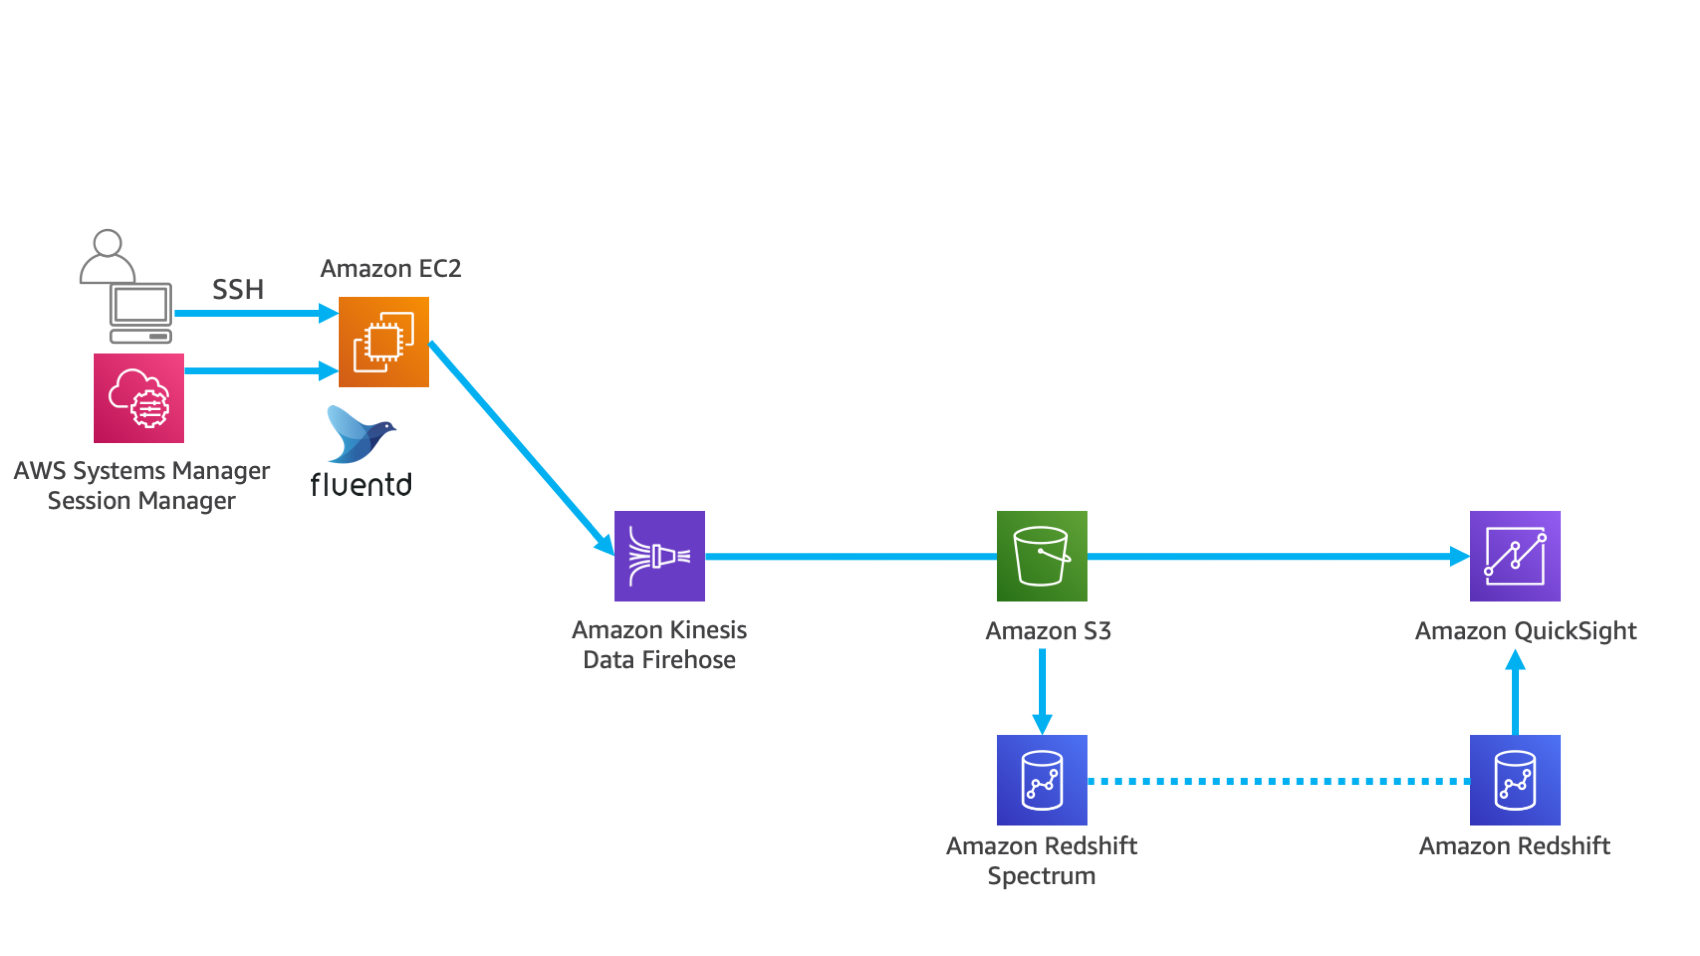 SSH
Amazon EC2
AWS Systems Manager
Session Manager
fluentd
Amazon Kinesis
Data Firehose
Amazon S3
Amazon QuickSight
Amazon Redshift
Spectrum
Amazon Redshift